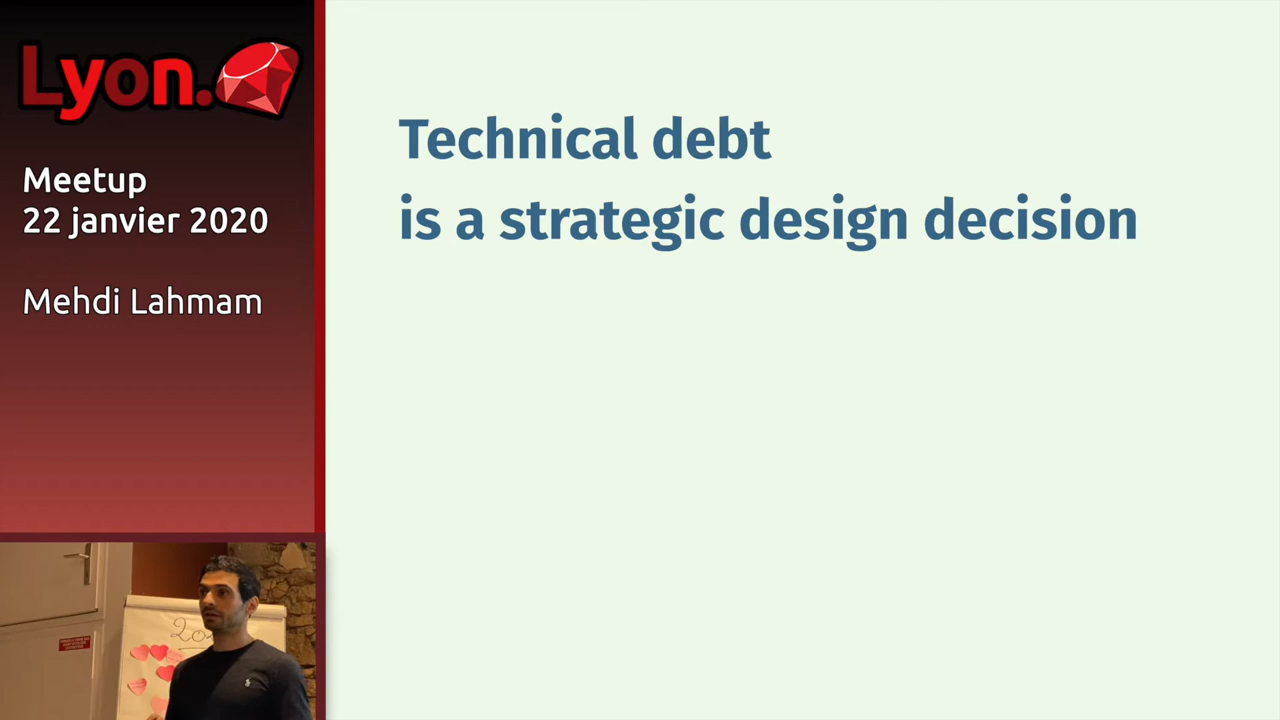 Lyon.
Meetup
22 janvier 2020
Mehdi Lahmam
Technical debt
is a strategic design decision